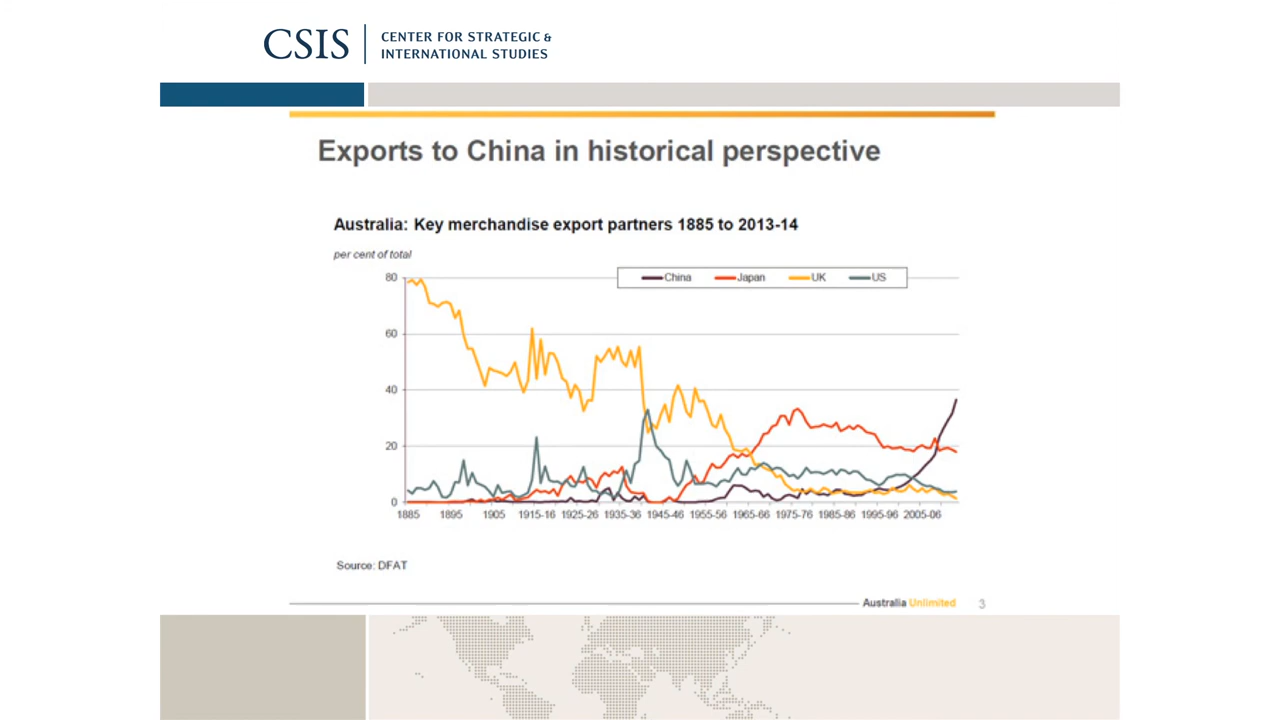 CSIS
CENTER FOR STRATEGIC &
INTERNATIONAL STUDIES
Exports to China in historical perspective
Australia: Key merchandise export partners 1885 to 2013-14
per cent of total
China Japan UK US
80
60
40
20
0
1885 1895 1905 1915-16 1925-26 1935-36 1945-46 1955-56 1965-66 1975-76 1985-86 1995-96 2005-06
Source: DFAT
Australia Unlimited 3